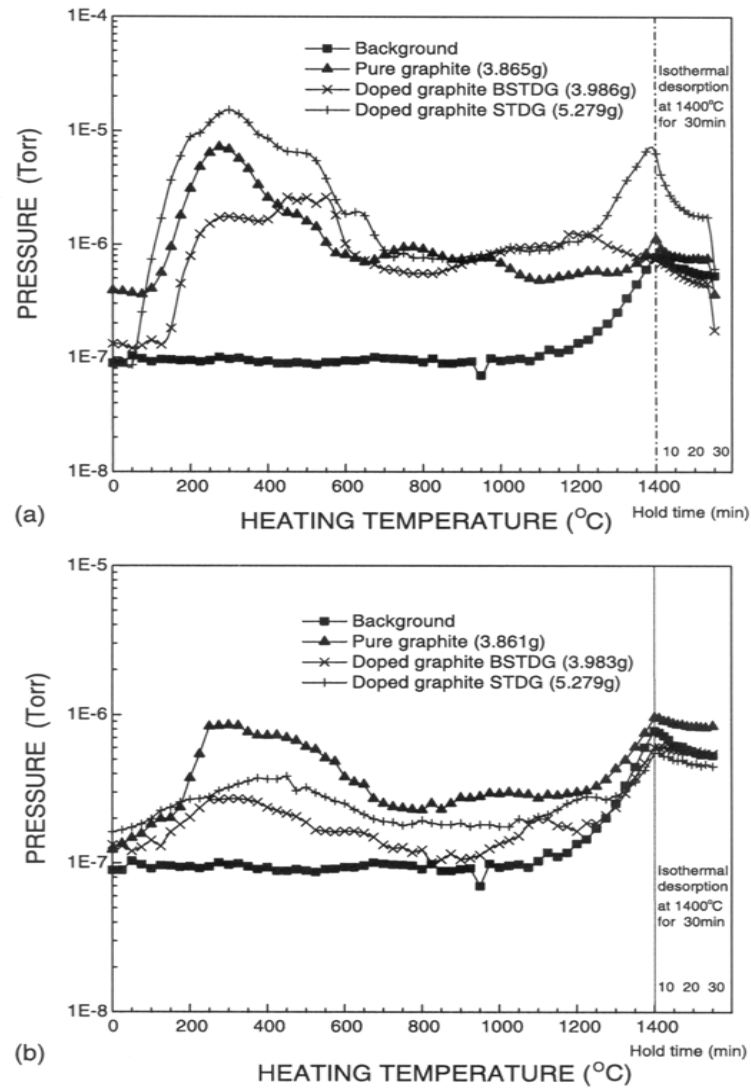 1E-4
Background
Pure graphite (3.865g)
Doped graphite BSTDG (3.986g)
Doped graphite STDG (5.279g)
Isothermal
desorption
at 1400°C
for 30min
1E-5
1E-6
1E-7
1E-8
PRESSURE (Torr)
10 20 30
0 200 400 600 800 1000 1200 1400
Hold time (min)
(a)
HEATING TEMPERATURE (°C)
1E-5
Background
Pure graphite (3.861g)
Doped graphite BSTDG (3.983g)
Doped graphite STDG (5.279g)
1E-6
1E-7
1E-8
PRESSURE (Torr)
Isothermal
desorption
at 1400°C
for 30min
10 20 30
0 200 400 600 800 1000 1200 1400
Hold time (min)
(b)
HEATING TEMPERATURE (°C)